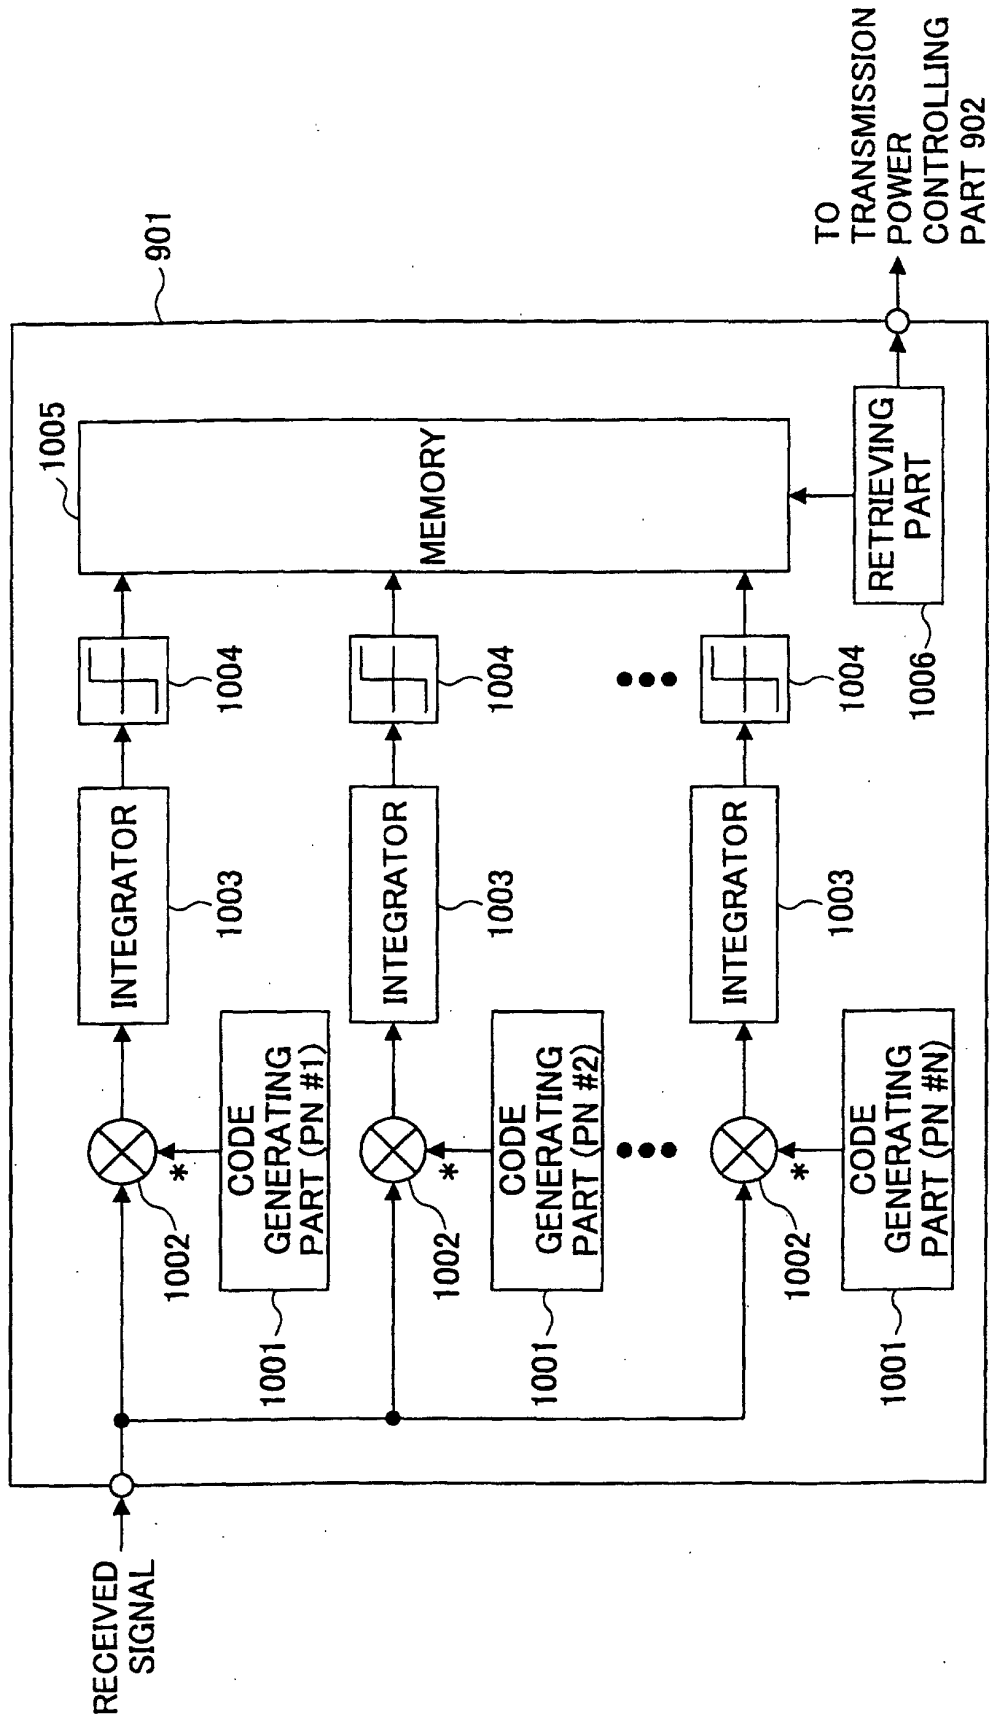 901
1005
MEMORY
1004
1004
1004
INTEGRATOR
1003
INTEGRATOR
1003
INTEGRATOR
1003
RETRIEVING
PART
1006
TO
TRANSMISSION
POWER
CONTROLLING
PART 902
*
1002
CODE
GENERATING
PART (PN #1)
1001
*
1002
CODE
GENERATING
PART (PN #2)
1001
*
1002
CODE
GENERATING
PART (PN #N)
1001
RECEIVED
SIGNAL